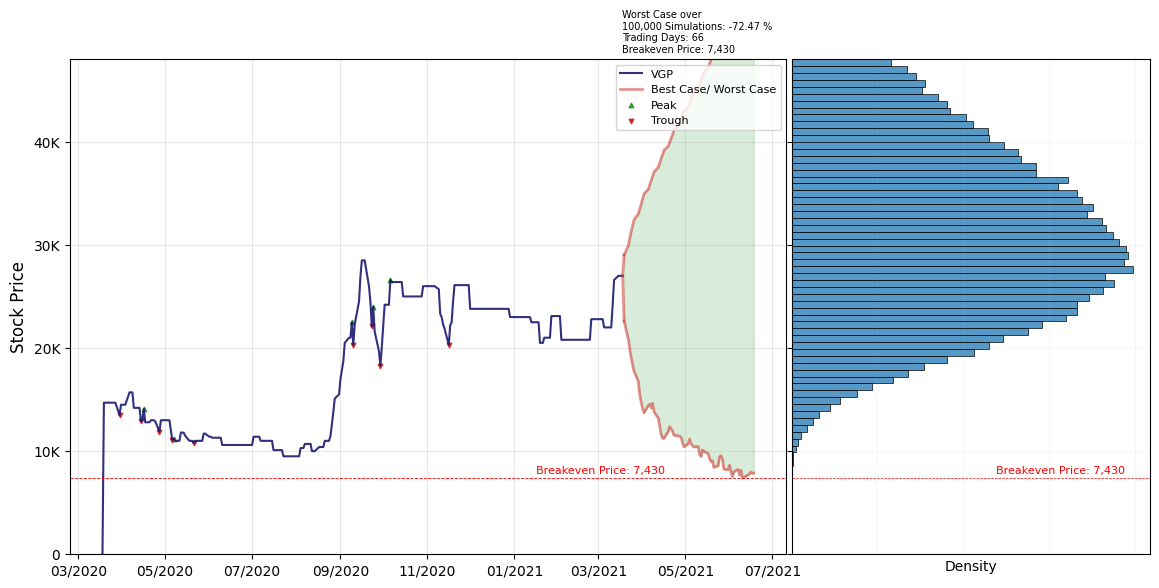 Worst Case over
100,000 Simulations: -72.47 %
Trading Days: 66
Breakeven Price: 7,430
VGP
Best Case/ Worst Case
Peak
Trough
Stock Price
40K
30K
20K
10K
0
Breakeven Price: 7,430
Breakeven Price: 7,430
03/2020
05/2020
07/2020
09/2020
11/2020
01/2021
03/2021
05/2021
07/2021
Density